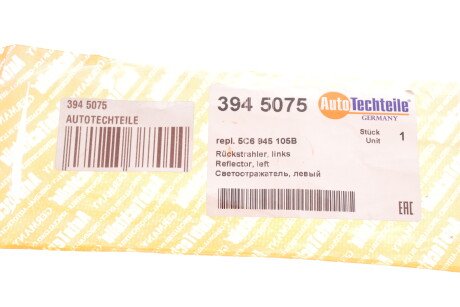 394 5075
AUTOTECHTEILE
394 5075
AutoTechteile
GERMANY
repl. 5C6 945 105B
Stück
Unit
1
Rückstrahler, links
Reflector, left
Светоотражатель, левый
EAC